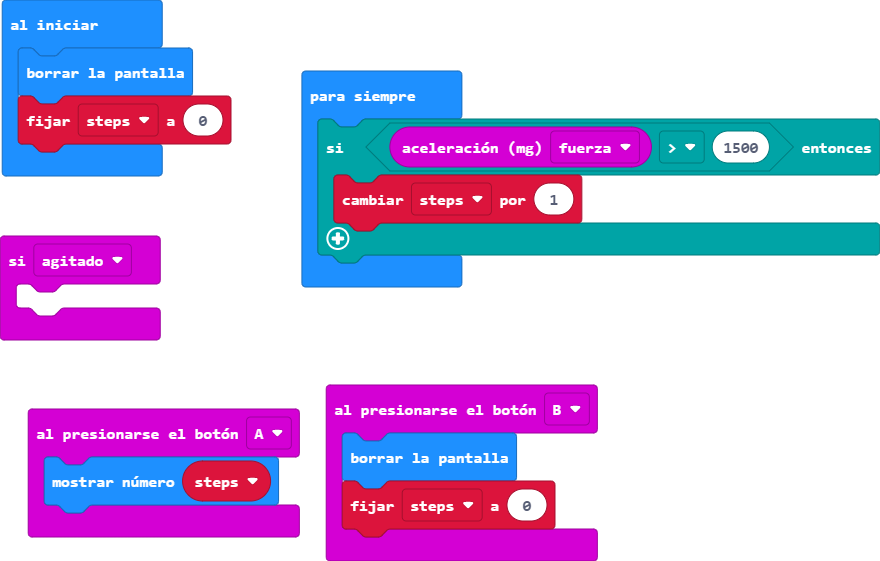 al iniciar
borrar la pantalla
fijar steps a 0
para siempre
si aceleración (mg) fuerza > 1500 entonces
cambiar steps por 1
si agitado
al presionarse el botón A
mostrar número steps
al presionarse el botón B
borrar la pantalla
fijar steps a 0